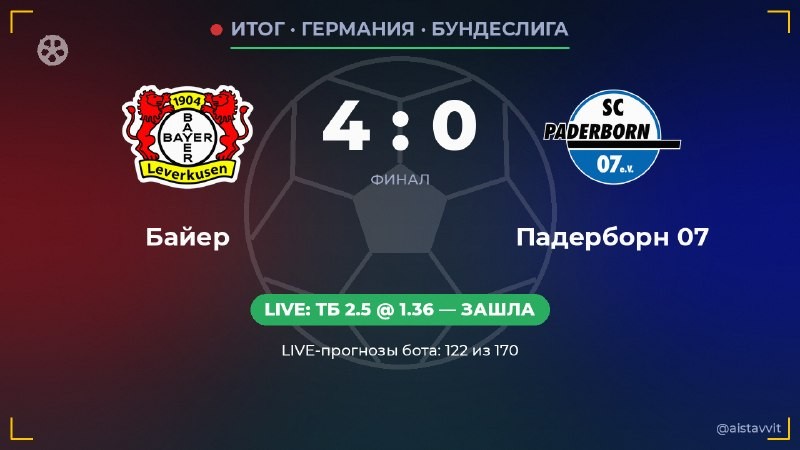 ИТОГ · ГЕРМАНИЯ · БУНДЕСЛИГА
1904
BAYER
BAYER
Leverkusen
4 : 0
SC
PADERBORN
07 e.V.
ФИНАЛ
Байер
Падерборн 07
LIVE: ТБ 2.5 @ 1.36 — ЗАШЛА
LIVE-прогнозы бота: 122 из 170
@aistavvit